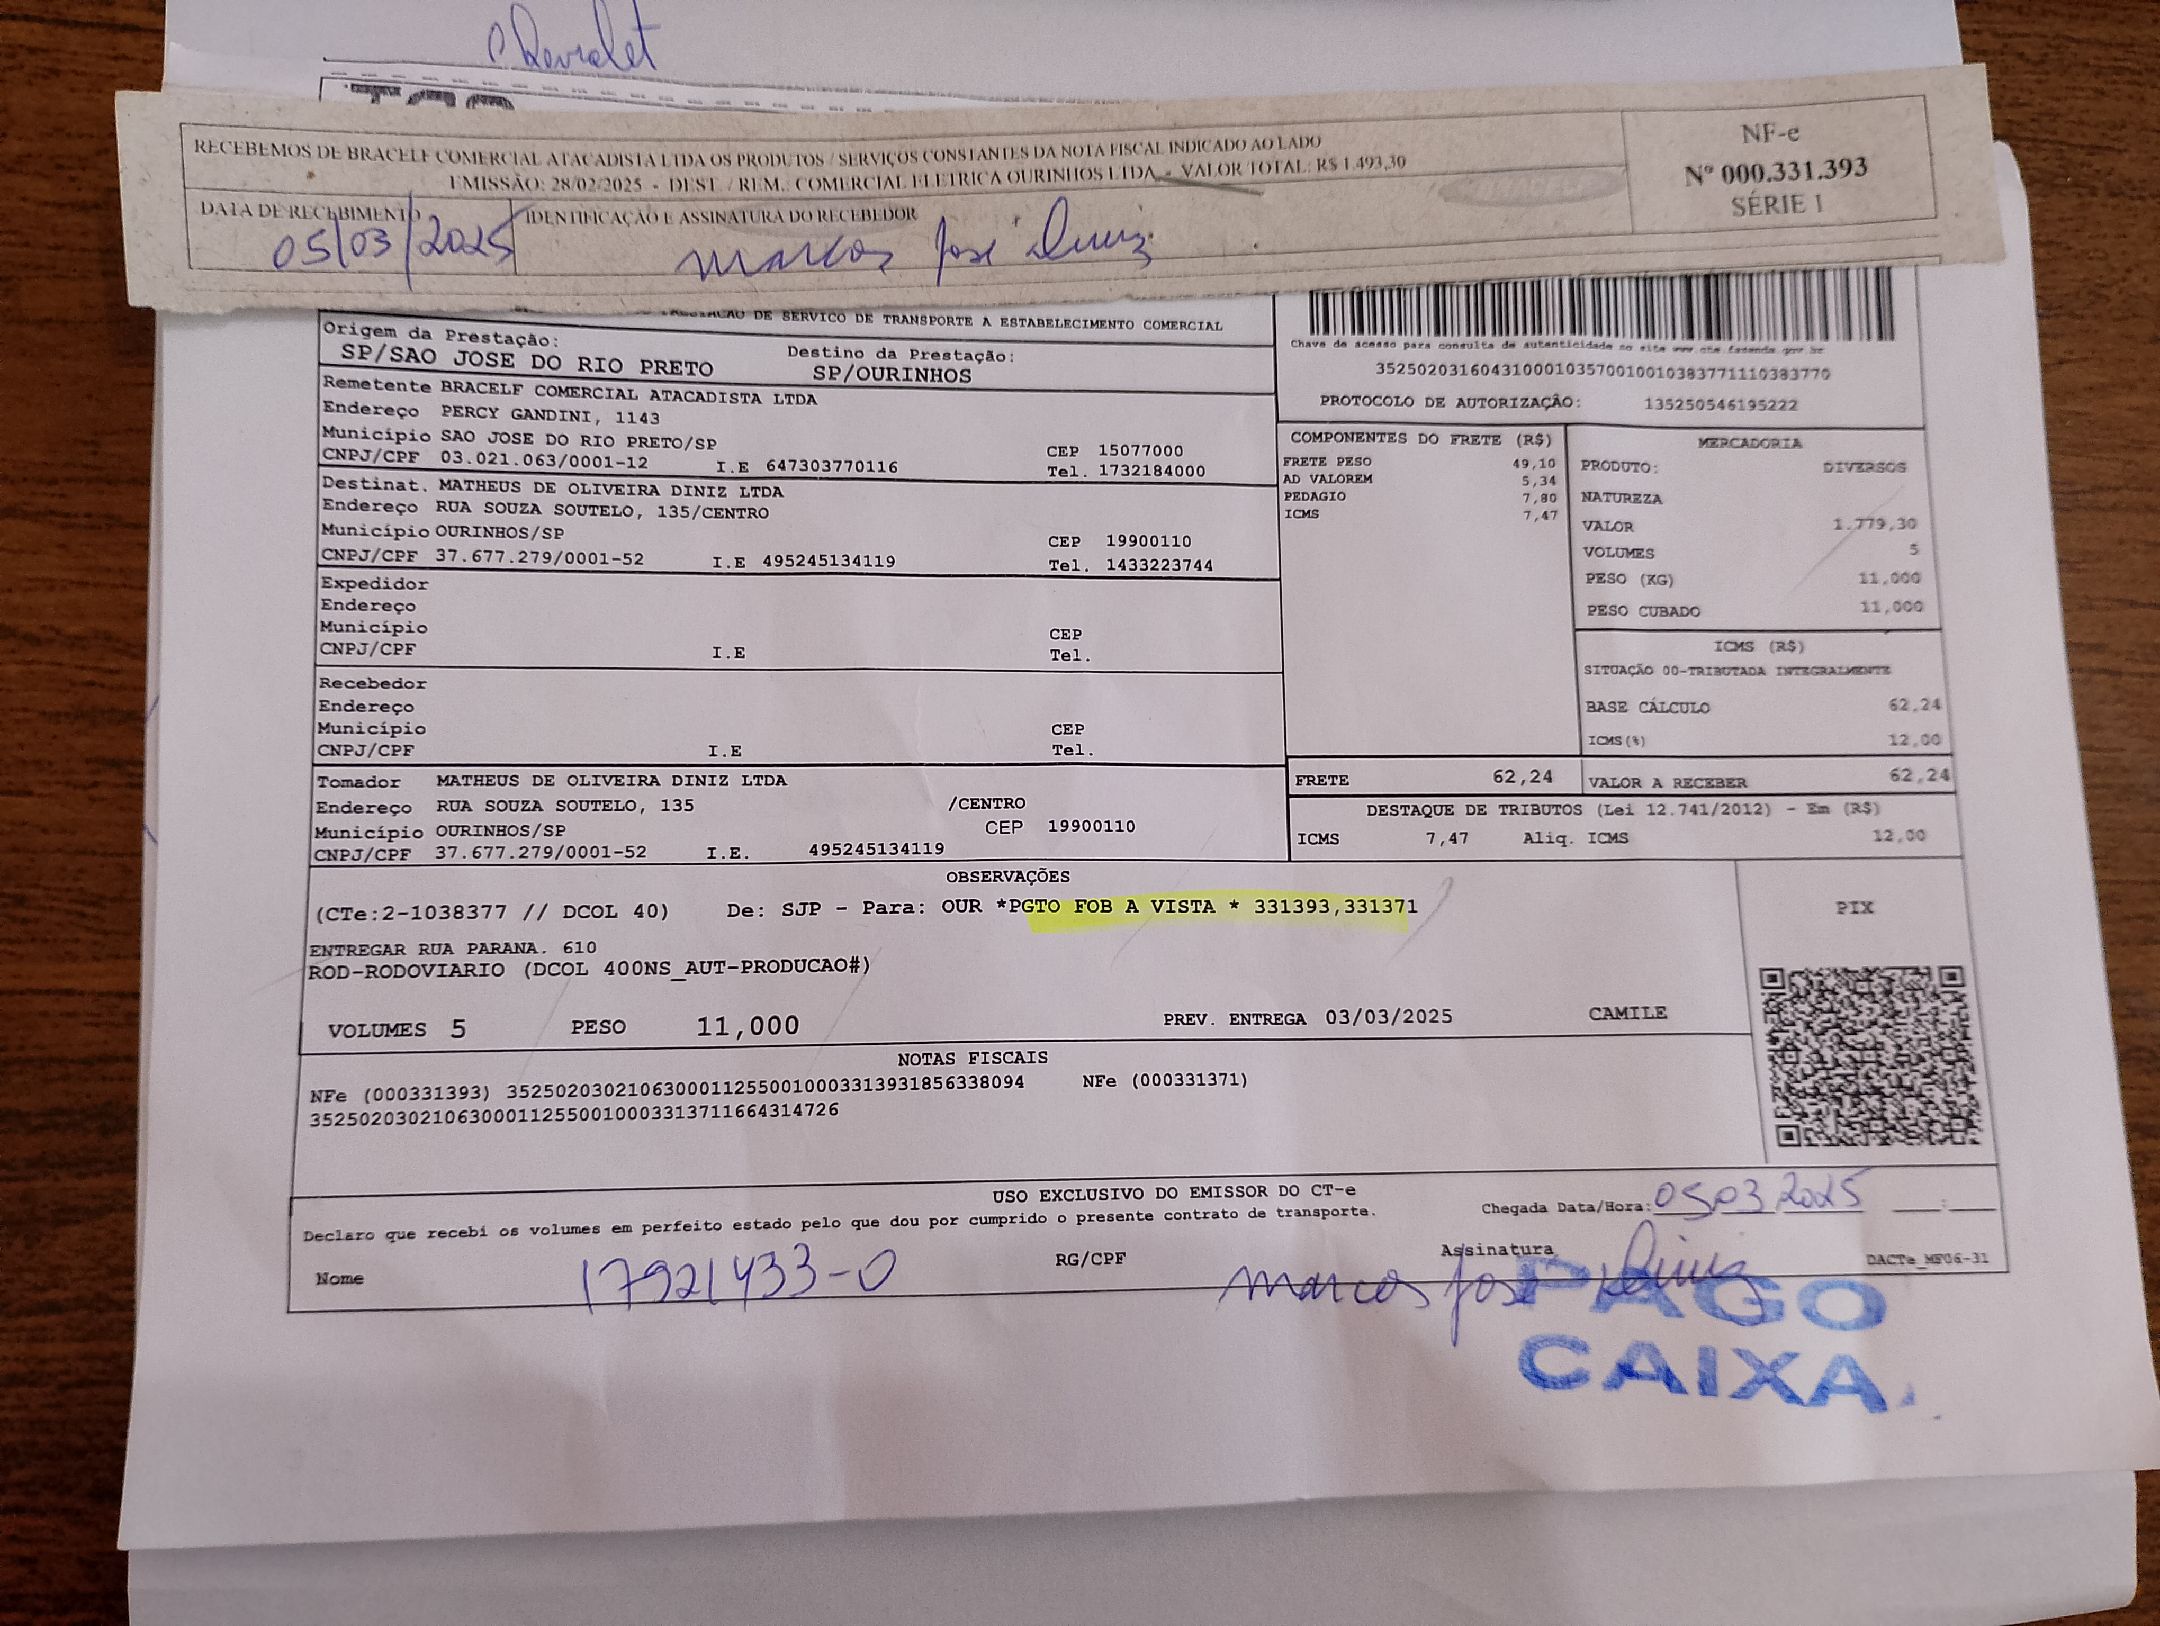 Chevrolet
RECEBEMOS DE BRACELF COMERCIAL ATACADISTA LTDA OS PRODUTOS / SERVIÇOS CONSTANTES DA NOTA FISCAL INDICADO AO LADO
EMISSÃO: 28/02/2025 - DEST. / REM.: COMERCIAL ELETRICA OURINHOS LTDA - VALOR TOTAL: R$ 1.493,30
NF-e
Nº 000.331.393
SÉRIE 1
DATA DE RECEBIMENTO
05/03/2025
IDENTIFICAÇÃO E ASSINATURA DO RECEBEDOR
Marcos José Diniz
DE SERVICO DE TRANSPORTE A ESTABELECIMENTO COMERCIAL
Origem da Prestação:
SP/SAO JOSE DO RIO PRETO
Destino da Prestação:
SP/OURINHOS
Chave de acesso para consulta de autenticidade no site www.cte.fazenda.gov.br
35250203160431000103570010010383771110383770
PROTOCOLO DE AUTORIZAÇÃO: 135250546195222
Remetente BRACELF COMERCIAL ATACADISTA LTDA
Endereço PERCY GANDINI, 1143
Município SAO JOSE DO RIO PRETO/SP CEP 15077000
CNPJ/CPF 03.021.063/0001-12 I.E 647303770116 Tel. 1732184000
Destinat. MATHEUS DE OLIVEIRA DINIZ LTDA
Endereço RUA SOUZA SOUTELO, 135/CENTRO
Município OURINHOS/SP CEP 19900110
CNPJ/CPF 37.677.279/0001-52 I.E 495245134119 Tel. 1433223744
Expedidor
Endereço
Município CEP
CNPJ/CPF I.E Tel.
Recebedor
Endereço
Município CEP
CNPJ/CPF I.E Tel.
Tomador MATHEUS DE OLIVEIRA DINIZ LTDA
Endereço RUA SOUZA SOUTELO, 135 /CENTRO
Município OURINHOS/SP CEP 19900110
CNPJ/CPF 37.677.279/0001-52 I.E. 495245134119
COMPONENTES DO FRETE (R$)
FRETE PESO 49,10
AD VALOREM 5,34
PEDAGIO 7,80
ICMS 7,47
MERCADORIA
PRODUTO: DIVERSOS
NATUREZA
VALOR 1.779,30
VOLUMES 5
PESO (KG) 11,000
PESO CUBADO 11,000
ICMS (R$)
SITUAÇÃO 00-TRIBUTADA INTEGRALMENTE
BASE CÁLCULO 62,24
ICMS(%) 12,00
FRETE 62,24
VALOR A RECEBER 62,24
DESTAQUE DE TRIBUTOS (Lei 12.741/2012) - Em (R$)
ICMS 7,47 Aliq. ICMS 12,00
OBSERVAÇÕES
(CTe:2-1038377 // DCOL 40) De: SJP - Para: OUR *PGTO FOB A VISTA * 331393,331371
ENTREGAR RUA PARANA. 610
ROD-RODOVIARIO (DCOL 400NS_AUT-PRODUCAO#)
VOLUMES 5 PESO 11,000 PREV. ENTREGA 03/03/2025 CAMILE
PIX
NOTAS FISCAIS
NFe (000331393) 35250203021063000112550010003313931856338094 NFe (000331371)
35250203021063000112550010003313711664314726
USO EXCLUSIVO DO EMISSOR DO CT-e
Declaro que recebi os volumes em perfeito estado pelo que dou por cumprido o presente contrato de transporte.
Chegada Data/Hora: 05 03 2025 __:__
Nome 17921433-0 RG/CPF Assinatura Marcos José Diniz
DACTe_MF06-31
PAGO
CAIXA